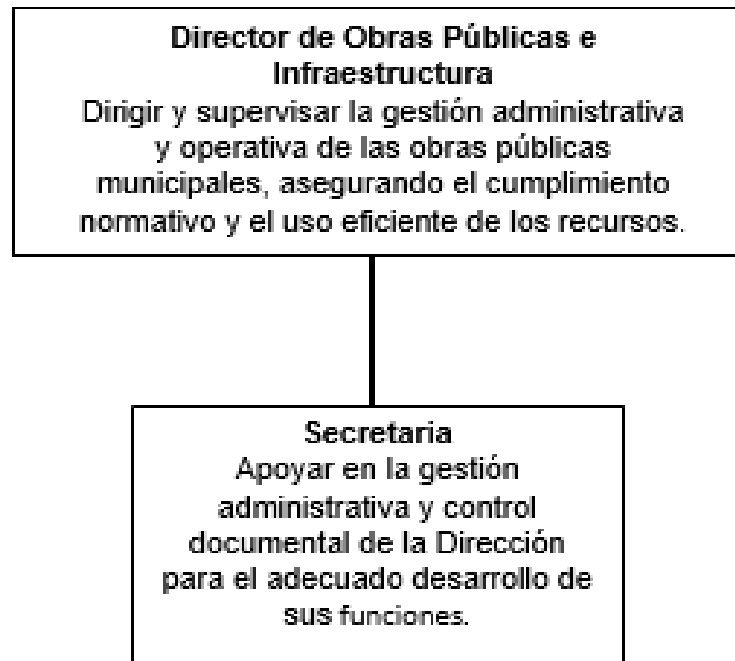 Director de Obras Públicas e
Infraestructura
Dirigir y supervisar la gestión administrativa
y operativa de las obras públicas
municipales, asegurando el cumplimiento
normativo y el uso eficiente de los recursos.
Secretaria
Apoyar en la gestión
administrativa y control
documental de la Dirección
para el adecuado desarrollo de
sus funciones.